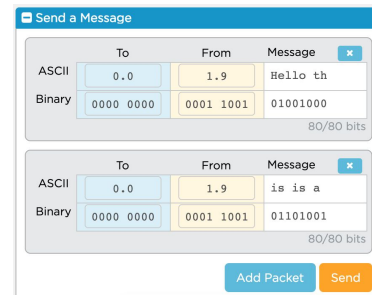 Send a Message
To From Message ×
ASCII 0.0 1.9 Hello th
Binary 0000 0000 0001 1001 01001000
80/80 bits
To From Message ×
ASCII 0.0 1.9 is is a
Binary 0000 0000 0001 1001 01101001
80/80 bits
Add Packet Send